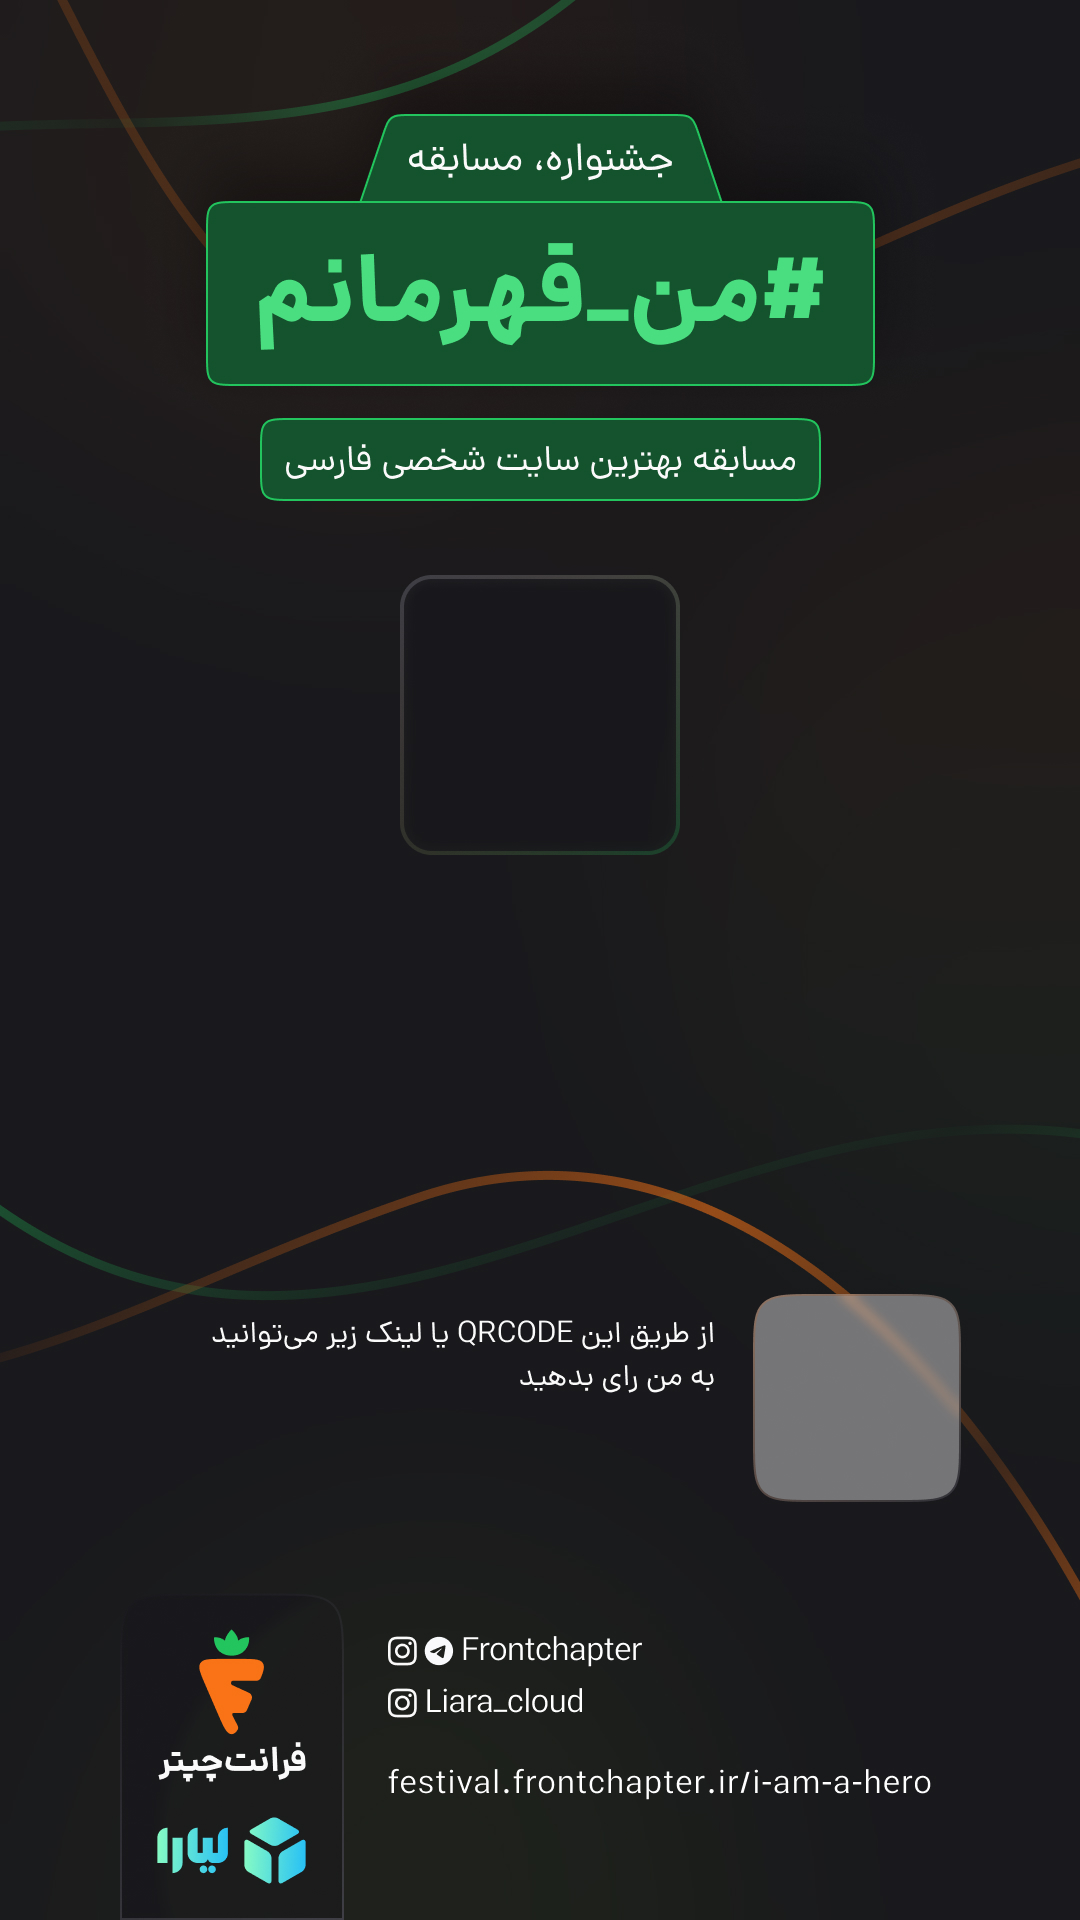 جشنواره، مسابقه
#من_قهرمانم
مسابقه بهترین سایت شخصی فارسی
از طریق این QRCODE یا لینک زیر می‌توانید
به من رای بدهید
Frontchapter
Liara_cloud
festival.frontchapter.ir/i-am-a-hero
فرانت‌چپتر
لیارا